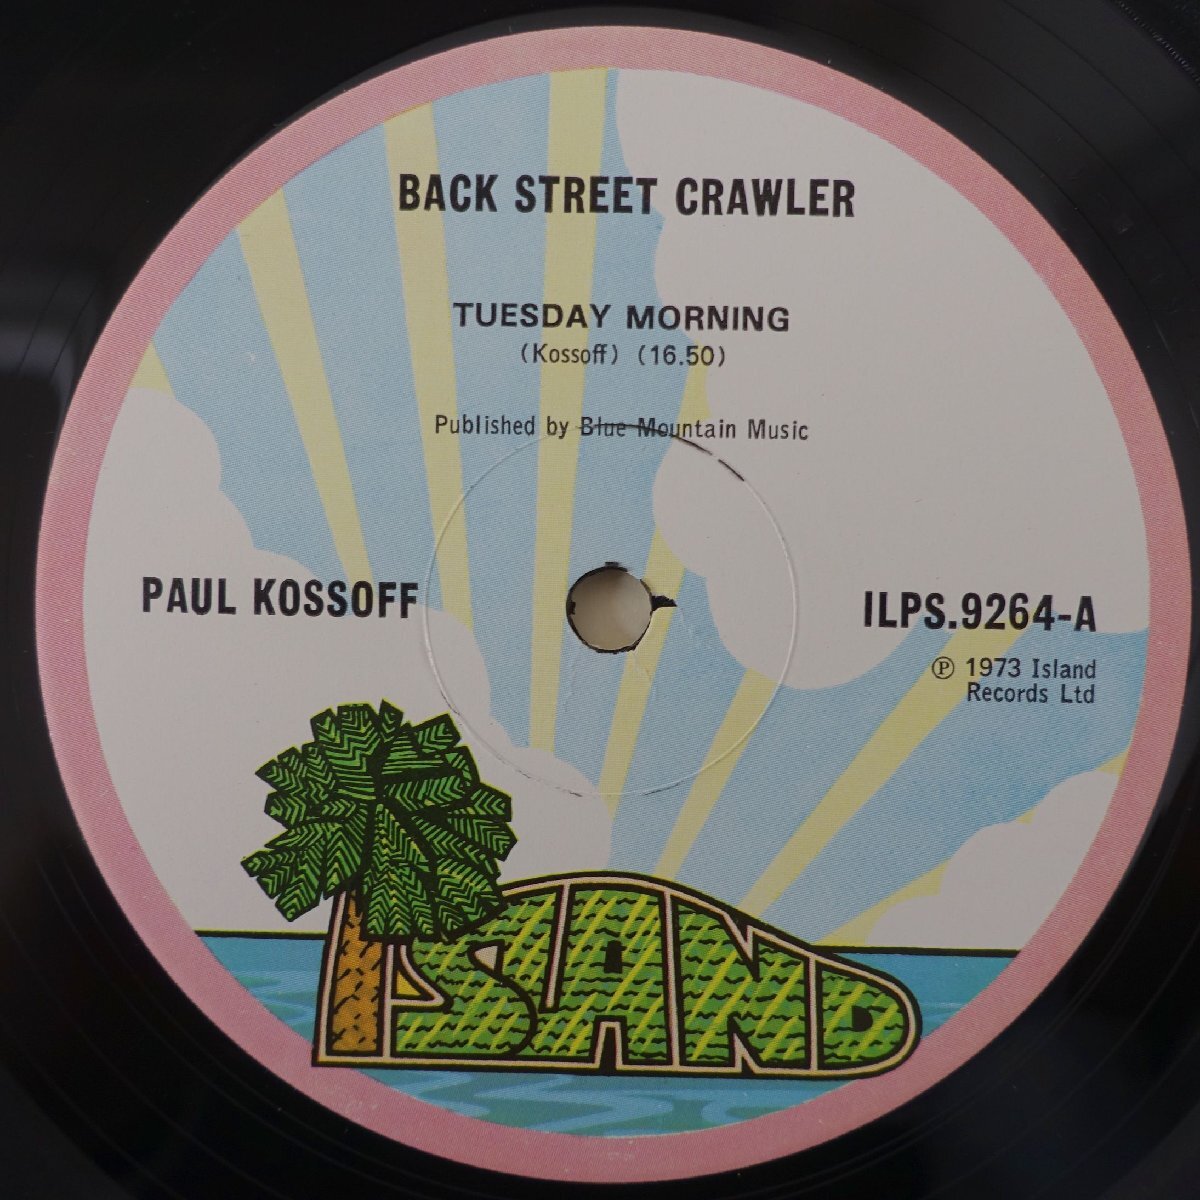 BACK STREET CRAWLER
TUESDAY MORNING
(Kossoff) (16.50)
Published by Blue Mountain Music
PAUL KOSSOFF
ILPS.9264-A
℗ 1973 Island
Records Ltd
ISLAND